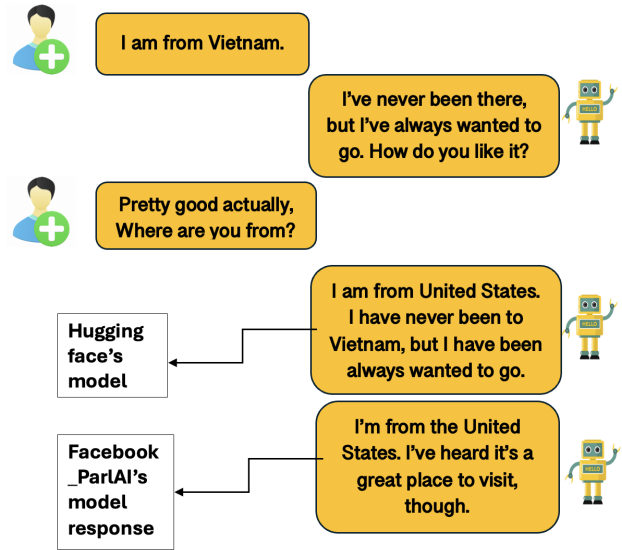 I am from Vietnam.
I've never been there,
but I've always wanted to
go. How do you like it?
HELLO
Pretty good actually,
Where are you from?
I am from United States.
I have never been to
Vietnam, but I have been
always wanted to go.
HELLO
Hugging
face's
model
I'm from the United
States. I've heard it's a
great place to visit,
though.
HELLO
Facebook
_ParlAI's
model
response